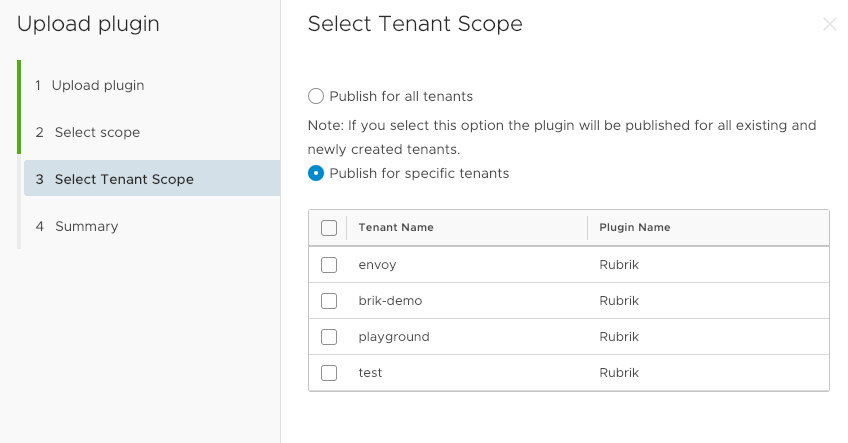 Upload plugin
1 Upload plugin
2 Select scope
3 Select Tenant Scope
4 Summary
Select Tenant Scope
Publish for all tenants
Note: If you select this option the plugin will be published for all existing and
newly created tenants.
Publish for specific tenants
Tenant Name Plugin Name
envoy Rubrik
brik-demo Rubrik
playground Rubrik
test Rubrik